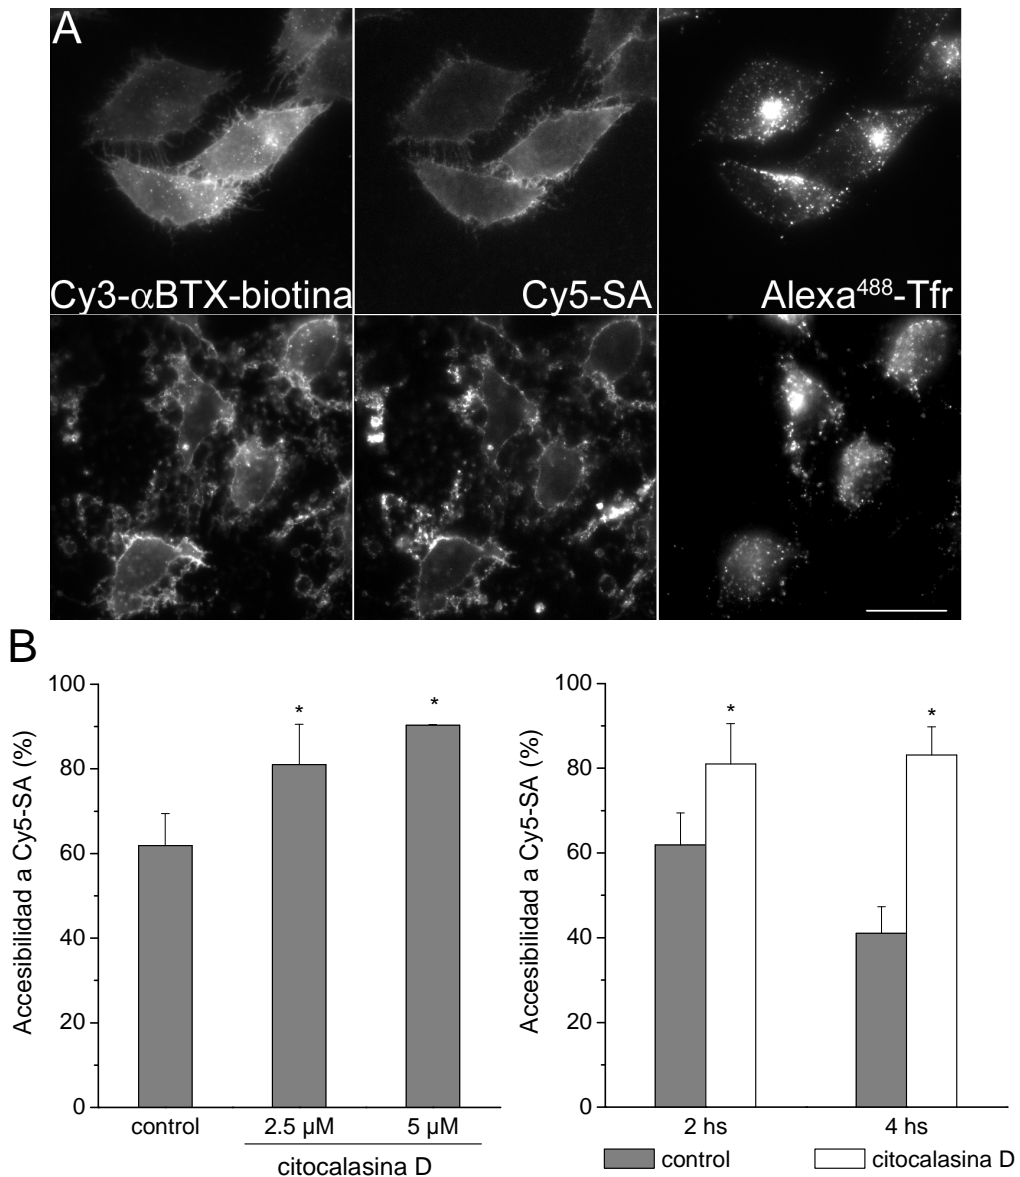 A
Cy3-αBTX-biotina
Cy5-SA
Alexa⁴⁸⁸-Tfr
B
Accesibilidad a Cy5-SA (%)
100
80
60
40
20
0
*
*
control
2.5 µM
5 µM
citocalasina D
Accesibilidad a Cy5-SA (%)
100
80
60
40
20
0
*
*
2 hs
4 hs
control
citocalasina D